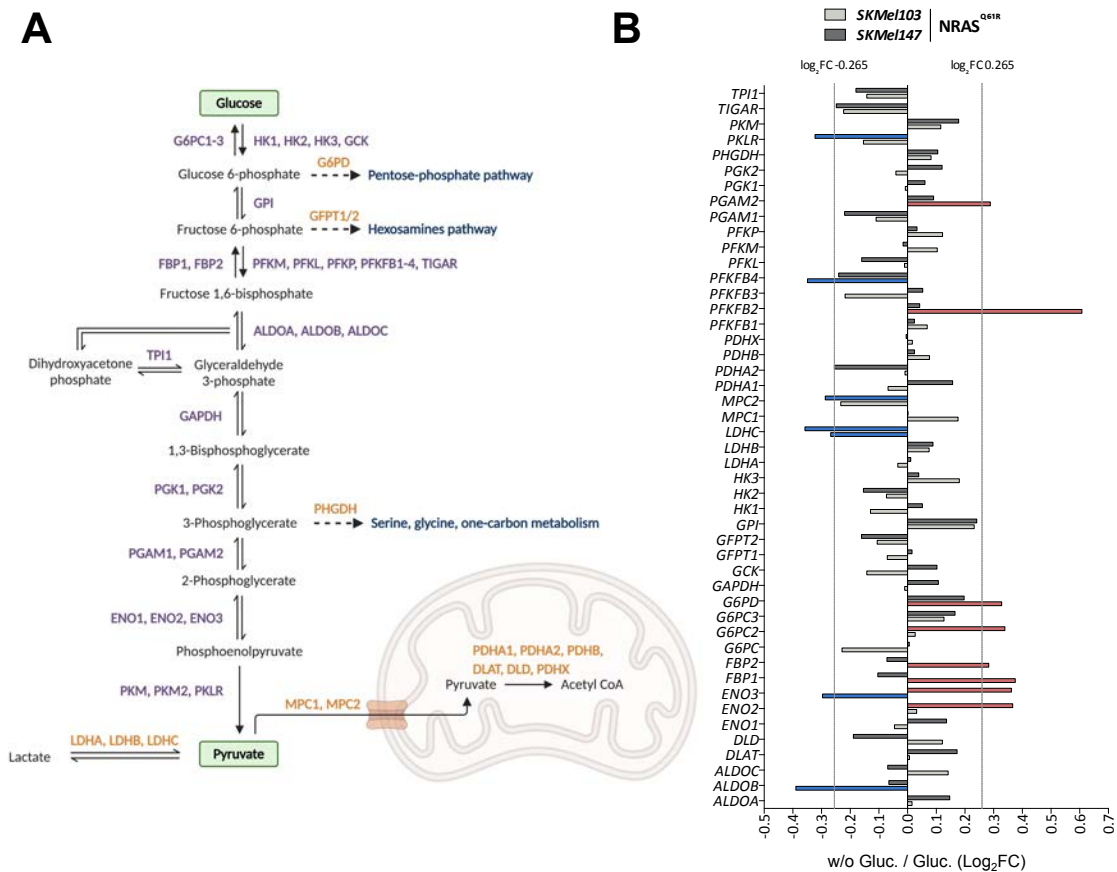 A
Glucose
G6PC1-3
HK1, HK2, HK3, GCK
G6PD
Glucose 6-phosphate
Pentose-phosphate pathway
GPI
GFPT1/2
Fructose 6-phosphate
Hexosamines pathway
FBP1, FBP2
PFKM, PFKL, PFKP, PFKFB1-4, TIGAR
Fructose 1,6-bisphosphate
ALDOA, ALDOB, ALDOC
Dihydroxyacetone
phosphate
TPI1
Glyceraldehyde
3-phosphate
GAPDH
1,3-Bisphosphoglycerate
PGK1, PGK2
3-Phosphoglycerate
PHGDH
Serine, glycine, one-carbon metabolism
PGAM1, PGAM2
2-Phosphoglycerate
ENO1, ENO2, ENO3
Phosphoenolpyruvate
PKM, PKM2, PKLR
MPC1, MPC2
PDHA1, PDHA2, PDHB,
DLAT, DLD, PDHX
Pyruvate
Acetyl CoA
Lactate
LDHA, LDHB, LDHC
Pyruvate
B
SKMel103
SKMel147
NRAS^Q61R
log₂FC -0.265
log₂FC 0.265
TPI1
TIGAR
PKM
PKLR
PHGDH
PGK2
PGK1
PGAM2
PGAM1
PFKP
PFKM
PFKL
PFKFB4
PFKFB3
PFKFB2
PFKFB1
PDHX
PDHB
PDHA2
PDHA1
MPC2
MPC1
LDHC
LDHB
LDHA
HK3
HK2
HK1
GPI
GFPT2
GFPT1
GCK
GAPDH
G6PD
G6PC3
G6PC2
G6PC
FBP2
FBP1
ENO3
ENO2
ENO1
DLD
DLAT
ALDOC
ALDOB
ALDOA
-0.5 -0.4 -0.3 -0.2 -0.1 0.0 0.1 0.2 0.3 0.4 0.5 0.6 0.7
w/o Gluc. / Gluc. (Log₂FC)